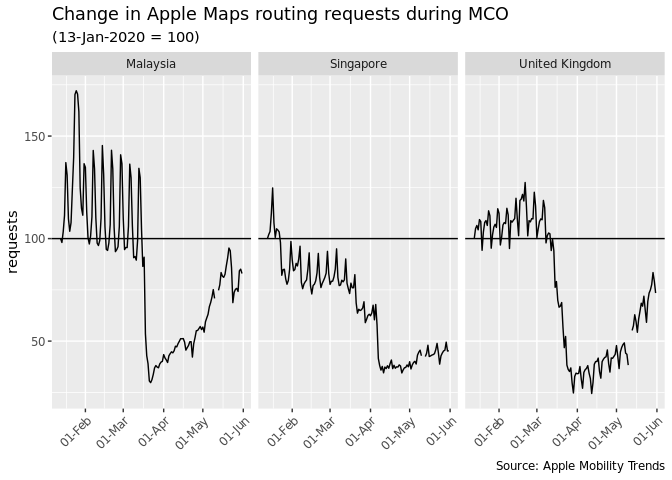 Change in Apple Maps routing requests during MCO
(13-Jan-2020 = 100)
Malaysia Singapore United Kingdom
requests
150
100
50
01-Feb 01-Mar 01-Apr 01-May 01-Jun 01-Feb 01-Mar 01-Apr 01-May 01-Jun 01-Feb 01-Mar 01-Apr 01-May 01-Jun
Source: Apple Mobility Trends